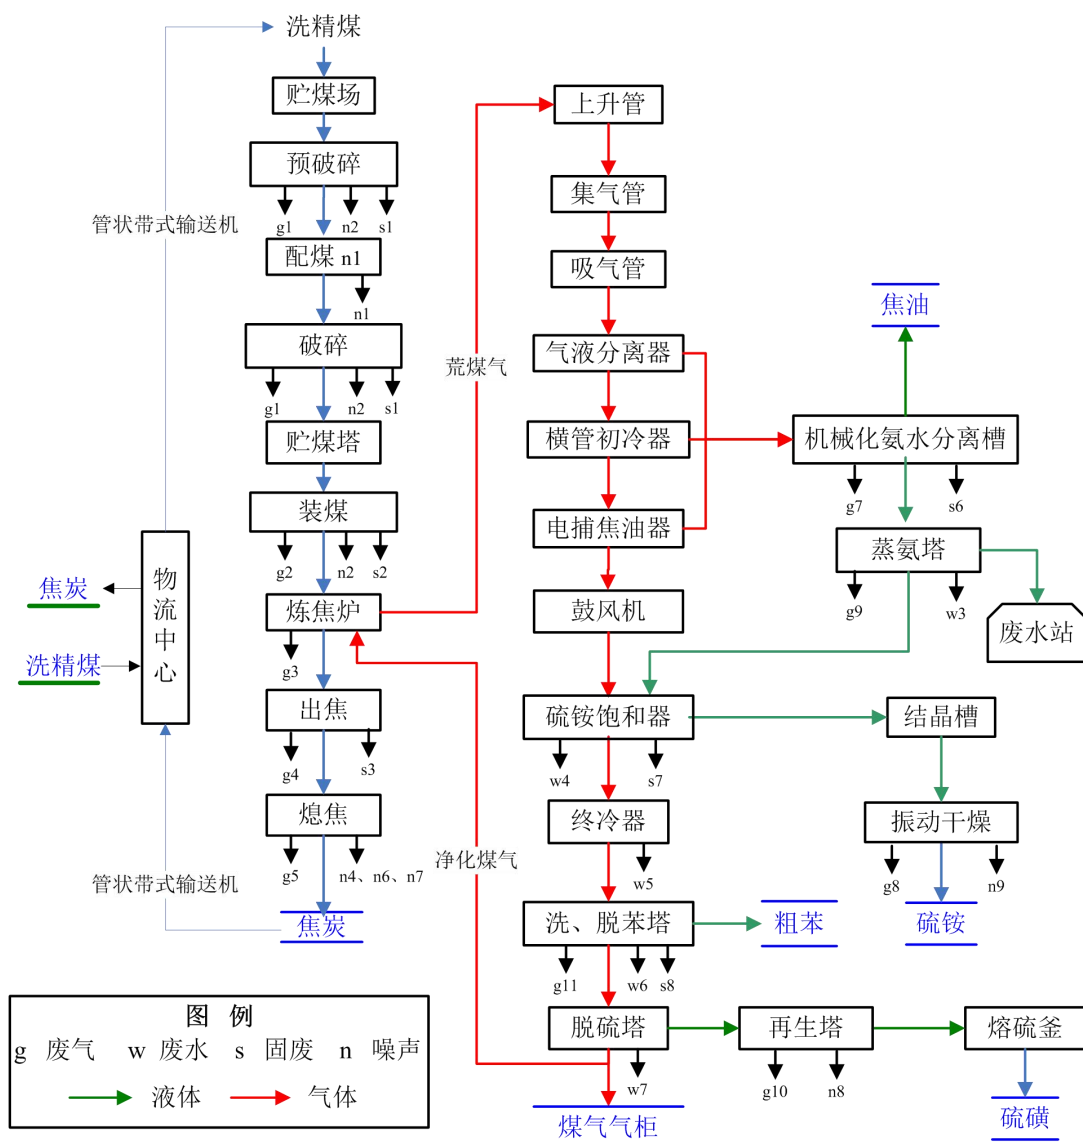 洗精煤
贮煤场
预破碎
g1 n2 s1
管状带式输送机
配煤 n1
n1
破碎
g1 n2 s1
贮煤塔
装煤
g2 n2 s2
炼焦炉
g3
出焦
g4 s3
熄焦
g5 n4、n6、n7
焦炭
管状带式输送机
物流中心
焦炭
洗精煤
荒煤气
净化煤气
上升管
集气管
吸气管
气液分离器
横管初冷器
电捕焦油器
鼓风机
硫铵饱和器
w4 s7
终冷器
w5
洗、脱苯塔
g11 w6 s8
粗苯
脱硫塔
w7
煤气气柜
焦油
机械化氨水分离槽
g7 s6
蒸氨塔
g9 w3
废水站
结晶槽
振动干燥
g8 n9
硫铵
再生塔
g10 n8
熔硫釜
硫磺
图 例
g 废气 w 废水 s 固废 n 噪声
液体 气体